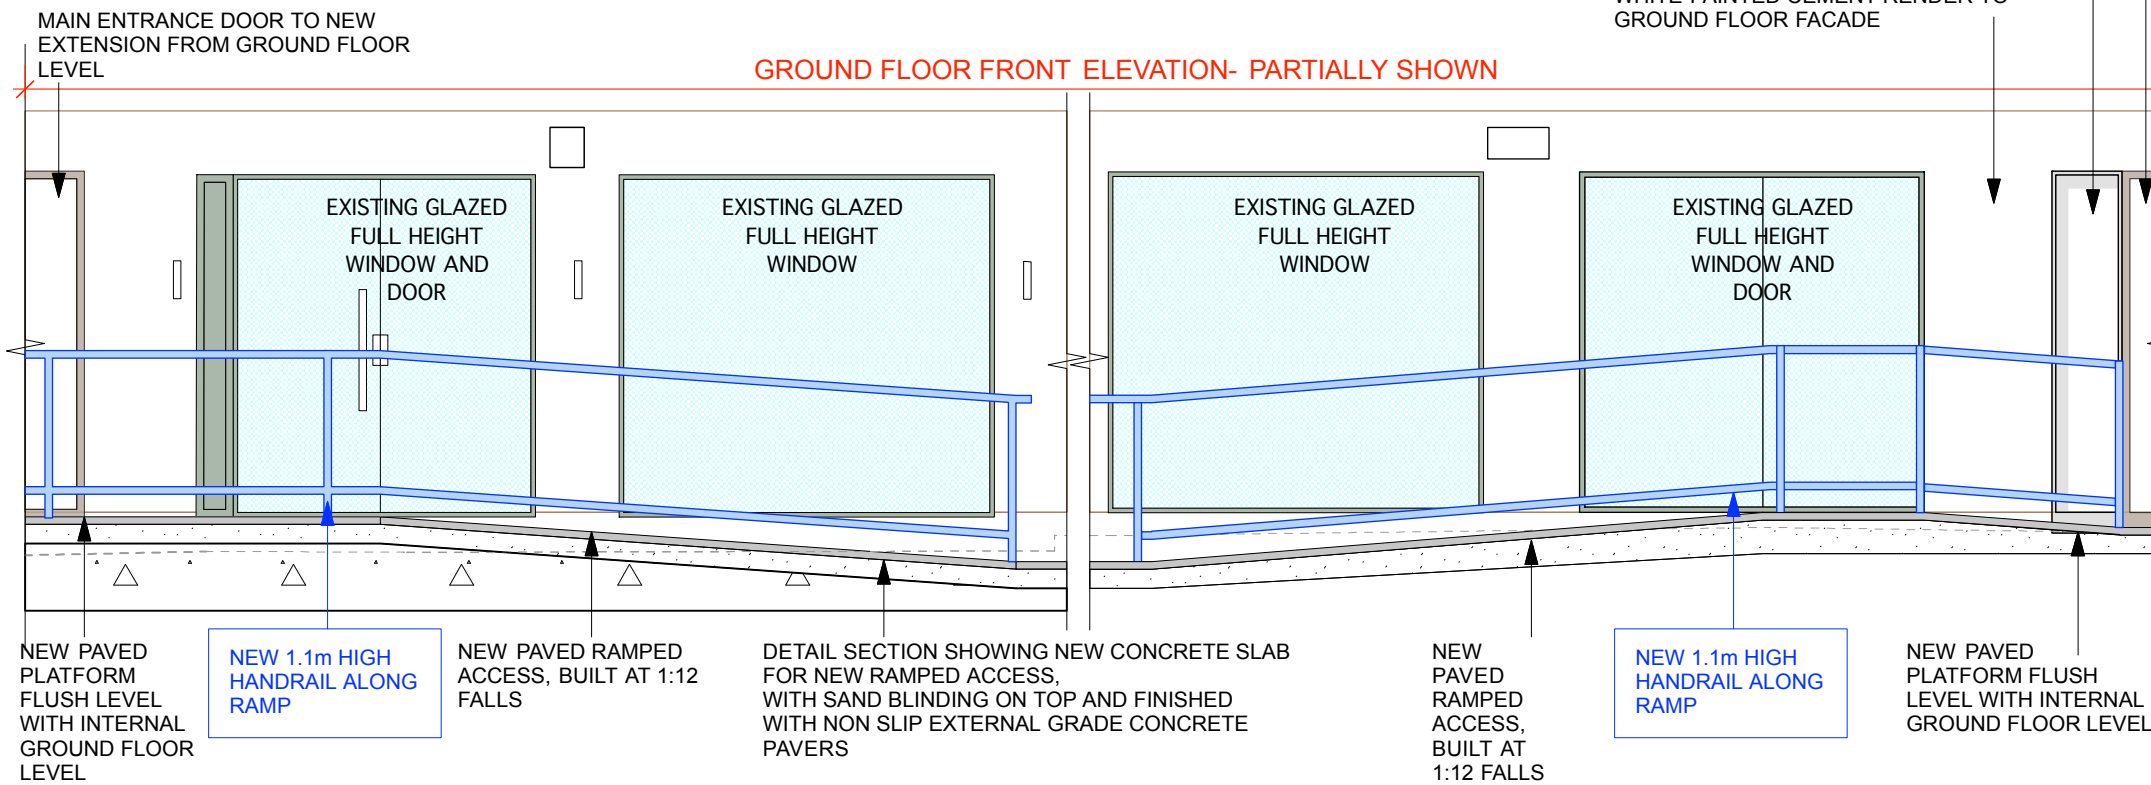 MAIN ENTRANCE DOOR TO NEW
EXTENSION FROM GROUND FLOOR
LEVEL
WHITE PAINTED CEMENT RENDER TO
GROUND FLOOR FACADE
GROUND FLOOR FRONT ELEVATION- PARTIALLY SHOWN
EXISTING GLAZED
FULL HEIGHT
WINDOW AND
DOOR
EXISTING GLAZED
FULL HEIGHT
WINDOW
EXISTING GLAZED
FULL HEIGHT
WINDOW
EXISTING GLAZED
FULL HEIGHT
WINDOW AND
DOOR
NEW PAVED
PLATFORM
FLUSH LEVEL
WITH INTERNAL
GROUND FLOOR
LEVEL
NEW 1.1m HIGH
HANDRAIL ALONG
RAMP
NEW PAVED RAMPED
ACCESS, BUILT AT 1:12
FALLS
DETAIL SECTION SHOWING NEW CONCRETE SLAB
FOR NEW RAMPED ACCESS,
WITH SAND BLINDING ON TOP AND FINISHED
WITH NON SLIP EXTERNAL GRADE CONCRETE
PAVERS
NEW
PAVED
RAMPED
ACCESS,
BUILT AT
1:12 FALLS
NEW 1.1m HIGH
HANDRAIL ALONG
RAMP
NEW PAVED
PLATFORM FLUSH
LEVEL WITH INTERNAL
GROUND FLOOR LEVEL